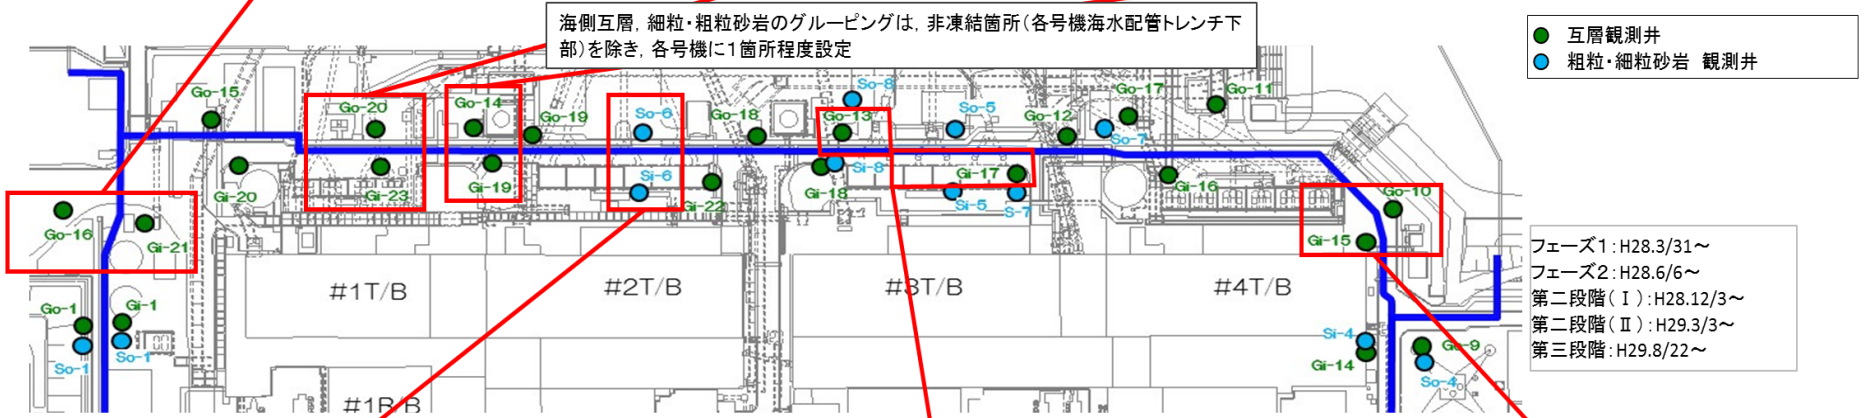 海側互層，細粒・粗粒砂岩のグルーピングは，非凍結箇所（各号機海水配管トレンチ下
部）を除き，各号機に1箇所程度設定
互層観測井
粗粒・細粒砂岩 観測井
Go-15
Go-20
Go-14
Go-19
So-6
Go-18
So-8
Go-13
So-5
Go-12
Go-17
So-7
Go-11
Gi-20
Gi-23
Gi-19
Si-6
Gi-22
Gi-18
Si-8
Gi-17
Si-5
S-7
Gi-16
Go-10
Gi-15
Go-16
Gi-21
#1T/B
#2T/B
#3T/B
#4T/B
Go-1
Gi-1
So-1
So-1
Si-4
Gi-14
Go-9
So-4
#1R/B
フェーズ1：H28.3/31～
フェーズ2：H28.6/6～
第二段階（Ⅰ）：H28.12/3～
第二段階（Ⅱ）：H29.3/3～
第三段階：H29.8/22～